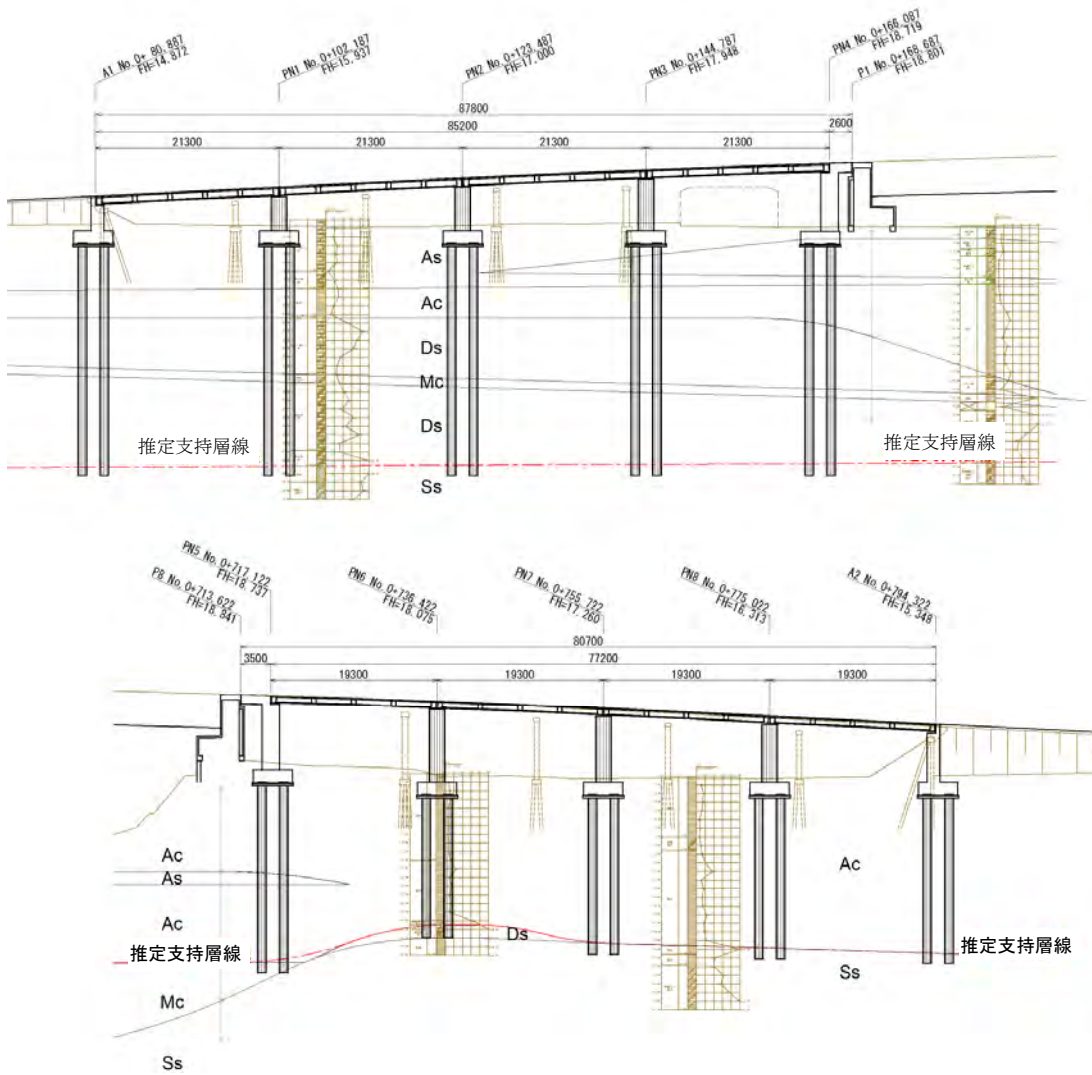 A1 No.0+ 80.887
FH=14.872
PN1 No.0+102.187
FH=15.937
PN2 No.0+123.487
FH=17.000
PN3 No.0+144.787
FH=17.948
PN4 No.0+166.087
FH=18.719
P1 No.0+168.687
FH=18.801
87800
85200
2600
21300 21300 21300 21300
As
Ac
Ds
Mc
Ds
推定支持層線
推定支持層線
Ss
P8 No.0+713.622
FH=18.841
PN5 No.0+717.122
FH=18.737
PN6 No.0+736.422
FH=18.075
PN7 No.0+755.722
FH=17.260
PN8 No.0+775.022
FH=16.313
A2 No.0+794.322
FH=15.348
80700
3500 77200
19300 19300 19300 19300
Ac
As
Ac
Ac
Ds
推定支持層線
推定支持層線
Ss
Mc
Ss